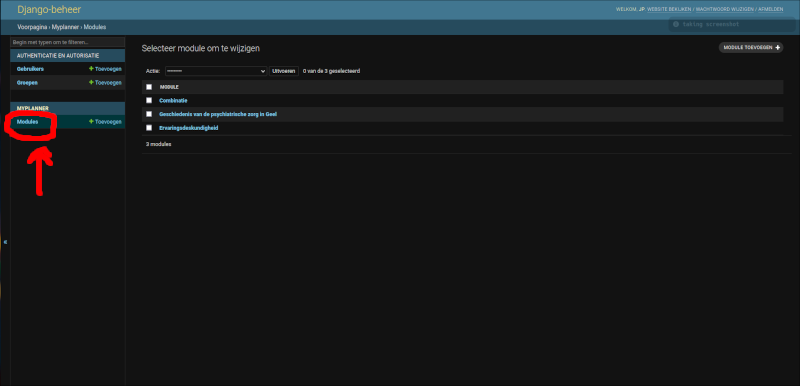 Django-beheer
WELKOM, JP. WEBSITE BEKIJKEN / WACHTWOORD WIJZIGEN / AFMELDEN
Voorpagina › Myplanner › Modules
taking screenshot
Begin met typen om te filteren...
AUTHENTICATIE EN AUTORISATIE
Gebruikers + Toevoegen
Groepen + Toevoegen
MYPLANNER
Modules + Toevoegen
«
Selecteer module om te wijzigen
MODULE TOEVOEGEN +
Actie: --------- Uitvoeren 0 van de 3 geselecteerd
MODULE
Combinatie
Geschiedenis van de psychiatrische zorg in Geel
Ervaringsdeskundigheid
3 modules